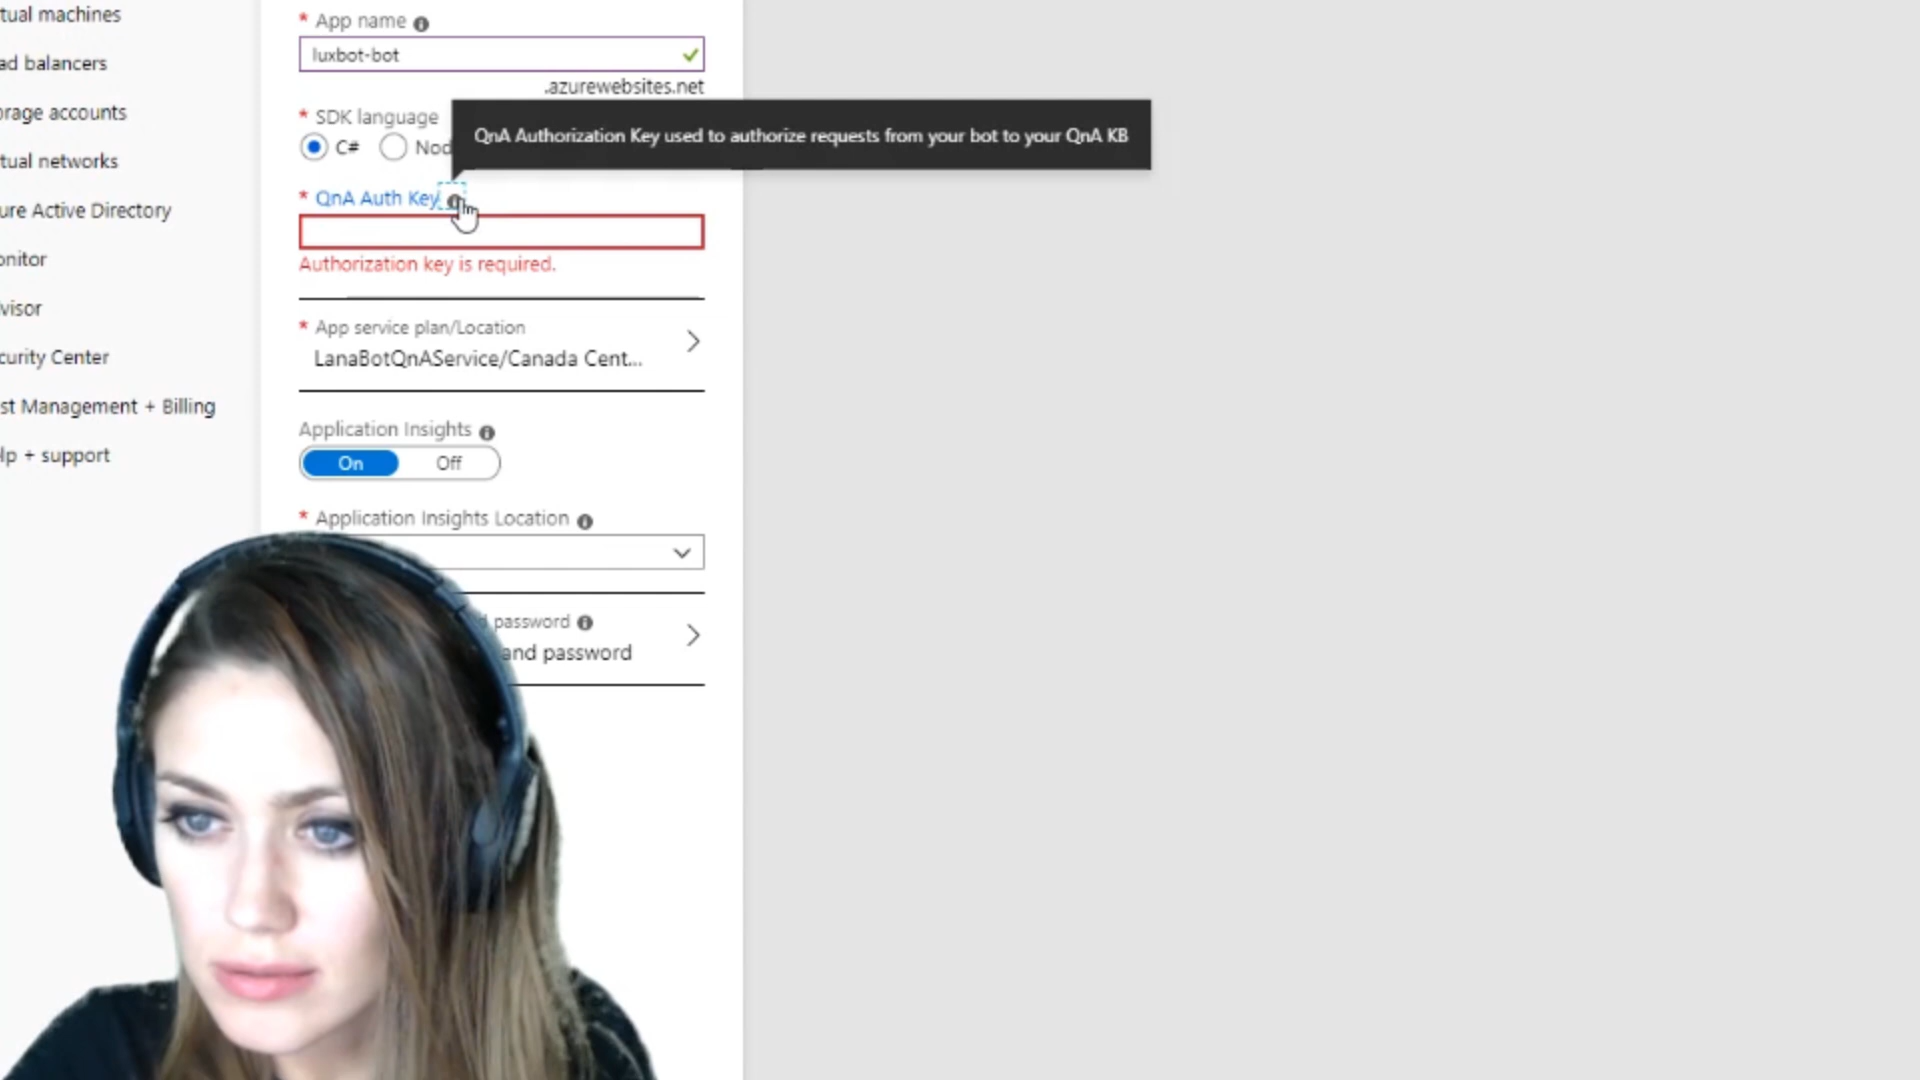 tual machines
ad balancers
orage accounts
tual networks
ure Active Directory
onitor
visor
curity Center
st Management + Billing
lp + support
* App name
luxbot-bot
.azurewebsites.net
* SDK language
C# Nod
QnA Authorization Key used to authorize requests from your bot to your QnA KB
* QnA Auth Key
Authorization key is required.
* App service plan/Location
LanaBotQnAService/Canada Cent...
Application Insights
On Off
* Application Insights Location
password
and password